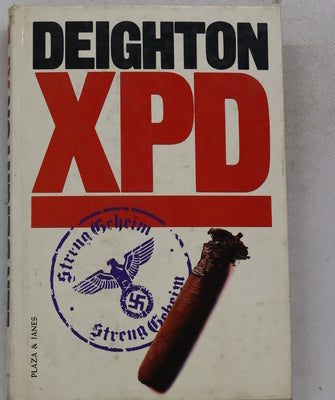 DEIGHTON
XPD
Streng Geheim
Streng Geheim
PLAZA & JANES